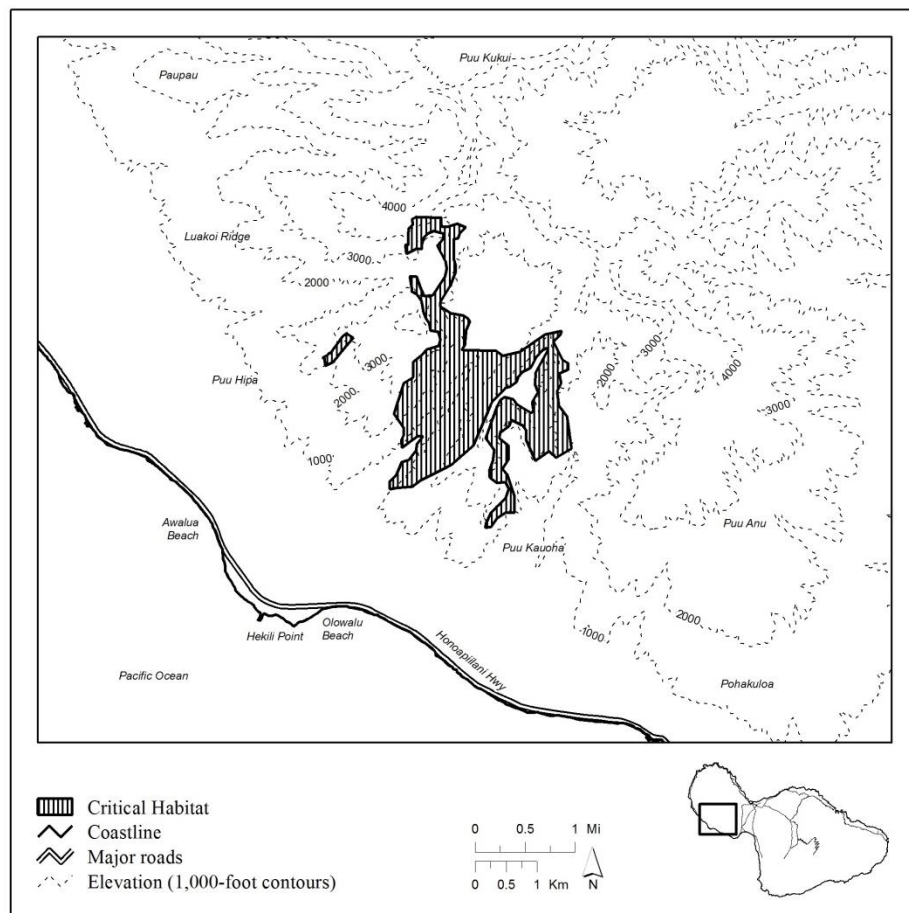 Puu Kukui
Paupau
4000
Luakoi Ridge
3000
2000
3000
2000
3000
4000
Puu Hipa
2000
3000
1000
Awalua
Beach
Puu Anu
Puu Kauoha
2000
1000
Hekili Point
Olowalu
Beach
Honoapiilani Hwy
Pacific Ocean
Pohakuloa
Critical Habitat
Coastline
Major roads
Elevation (1,000-foot contours)
0 0.5 1 Mi
0 0.5 1 Km
N